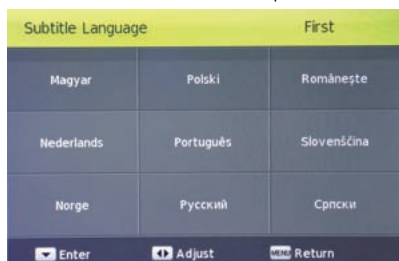 Subtitle Language First
Magyar Polski Românește
Nederlands Português Slovenščina
Norge Русский Српски
Enter Adjust MENU Return